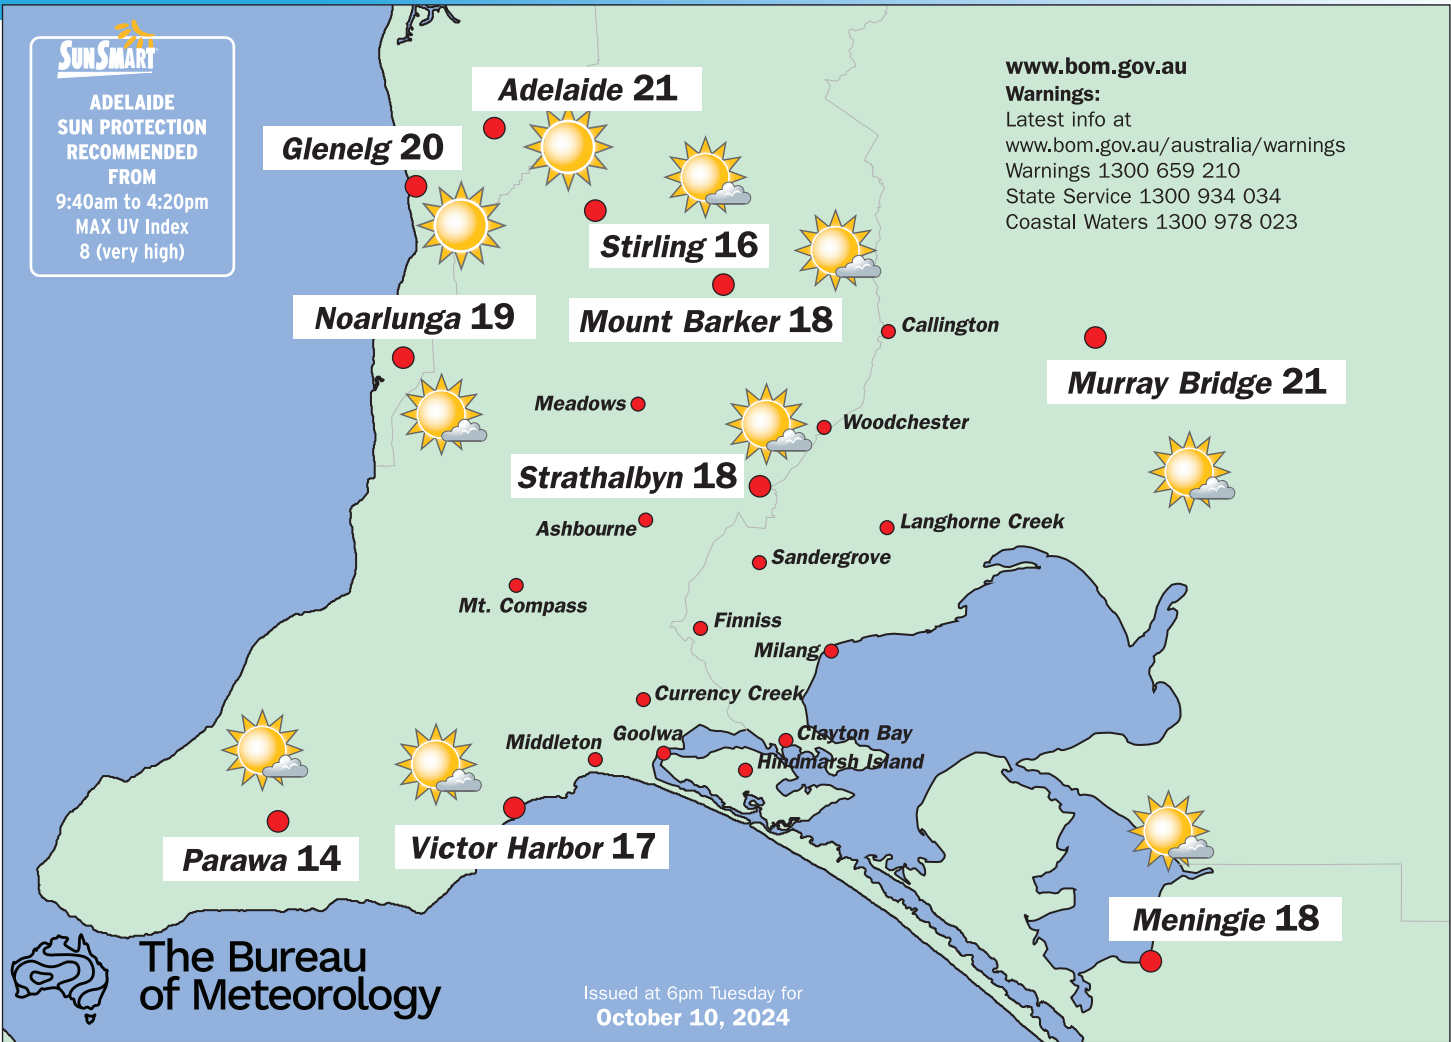 SUNSMART
ADELAIDE
SUN PROTECTION
RECOMMENDED
FROM
9:40am to 4:20pm
MAX UV Index
8 (very high)
www.bom.gov.au
Warnings:
Latest info at
www.bom.gov.au/australia/warnings
Warnings 1300 659 210
State Service 1300 934 034
Coastal Waters 1300 978 023
Adelaide 21
Glenelg 20
Stirling 16
Noarlunga 19
Mount Barker 18
Callington
Murray Bridge 21
Meadows
Woodchester
Strathalbyn 18
Ashbourne
Langhorne Creek
Sandergrove
Mt. Compass
Finniss
Milang
Currency Creek
Middleton
Goolwa
Clayton Bay
Hindmarsh Island
Parawa 14
Victor Harbor 17
Meningie 18
The Bureau
of Meteorology
Issued at 6pm Tuesday for
October 10, 2024